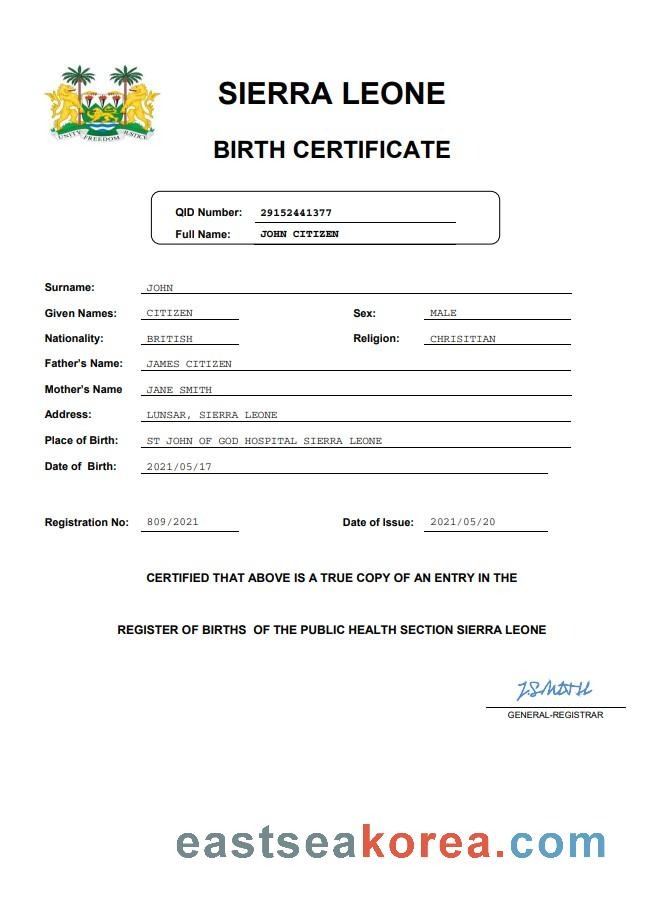 UNITY FREEDOM JUSTICE
SIERRA LEONE
BIRTH CERTIFICATE
QID Number: 29152441377
Full Name: JOHN CITIZEN
Surname: JOHN
Given Names: CITIZEN Sex: MALE
Nationality: BRITISH Religion: CHRISITIAN
Father's Name: JAMES CITIZEN
Mother's Name JANE SMITH
Address: LUNSAR, SIERRA LEONE
Place of Birth: ST JOHN OF GOD HOSPITAL SIERRA LEONE
Date of Birth: 2021/05/17
Registration No: 809/2021 Date of Issue: 2021/05/20
CERTIFIED THAT ABOVE IS A TRUE COPY OF AN ENTRY IN THE
REGISTER OF BIRTHS OF THE PUBLIC HEALTH SECTION SIERRA LEONE
J.SMITH
GENERAL-REGISTRAR
eastseakorea.com